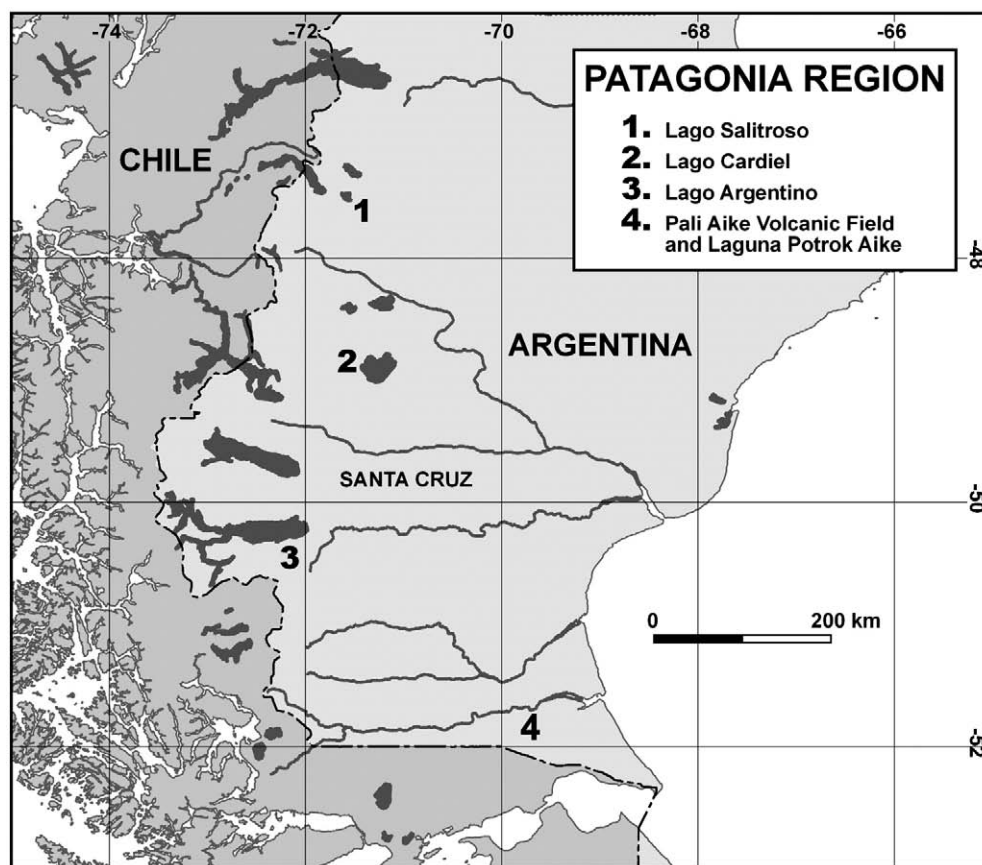 -74 -72 -70 -68 -66
PATAGONIA REGION
1. Lago Salitroso
2. Lago Cardiel
3. Lago Argentino
4. Pali Aike Volcanic Field
and Laguna Potrok Aike
CHILE
1
-48
ARGENTINA
2
SANTA CRUZ
-50
3
0 200 km
4
-52